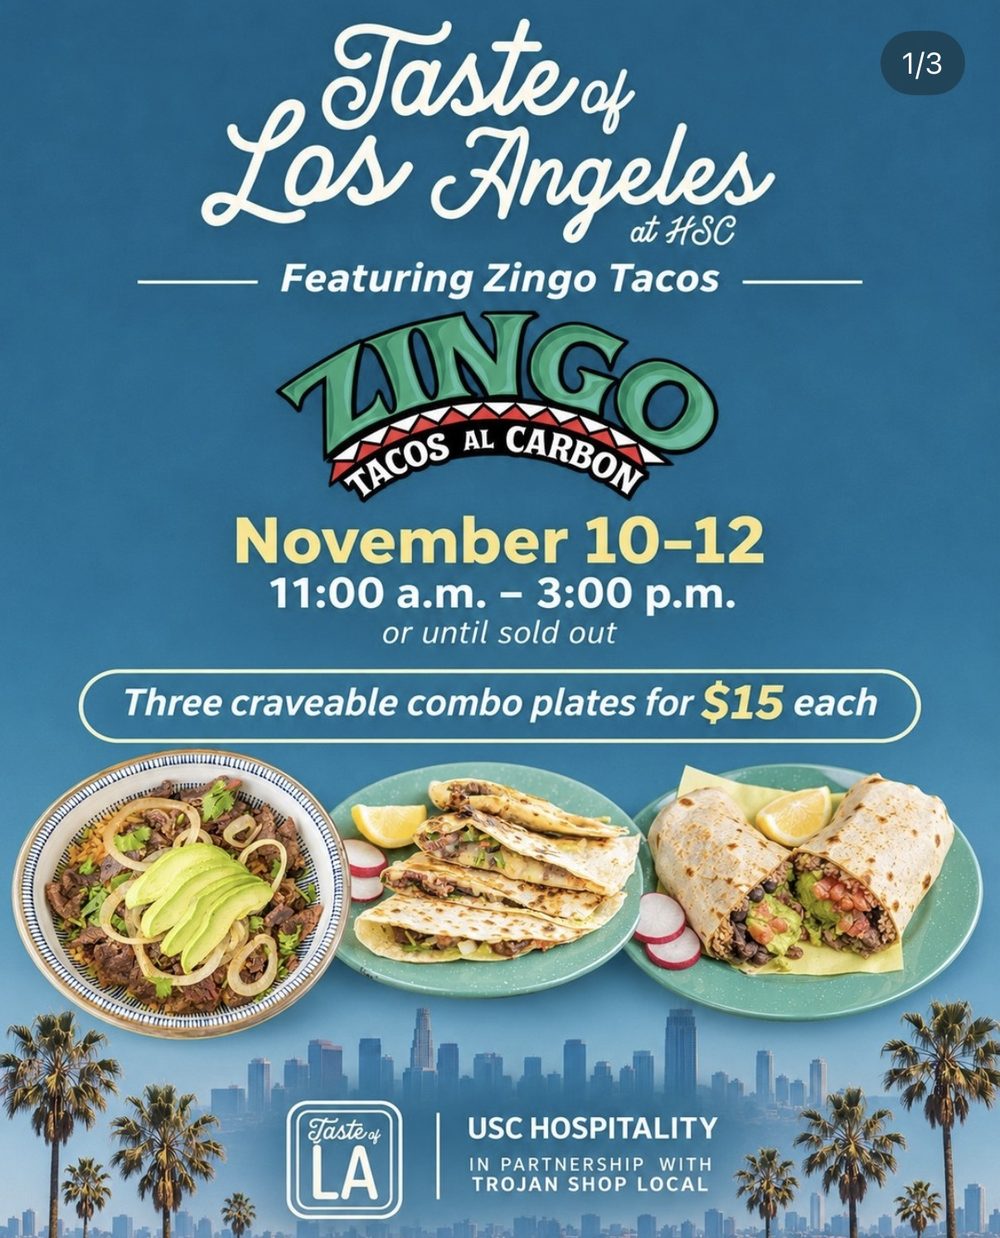 1/3
Taste of
Los Angeles
at HSC
Featuring Zingo Tacos
ZINGO
TACOS AL CARBON
November 10–12
11:00 a.m. – 3:00 p.m.
or until sold out
Three craveable combo plates for $15 each
Taste of
LA
USC HOSPITALITY
IN PARTNERSHIP WITH
TROJAN SHOP LOCAL